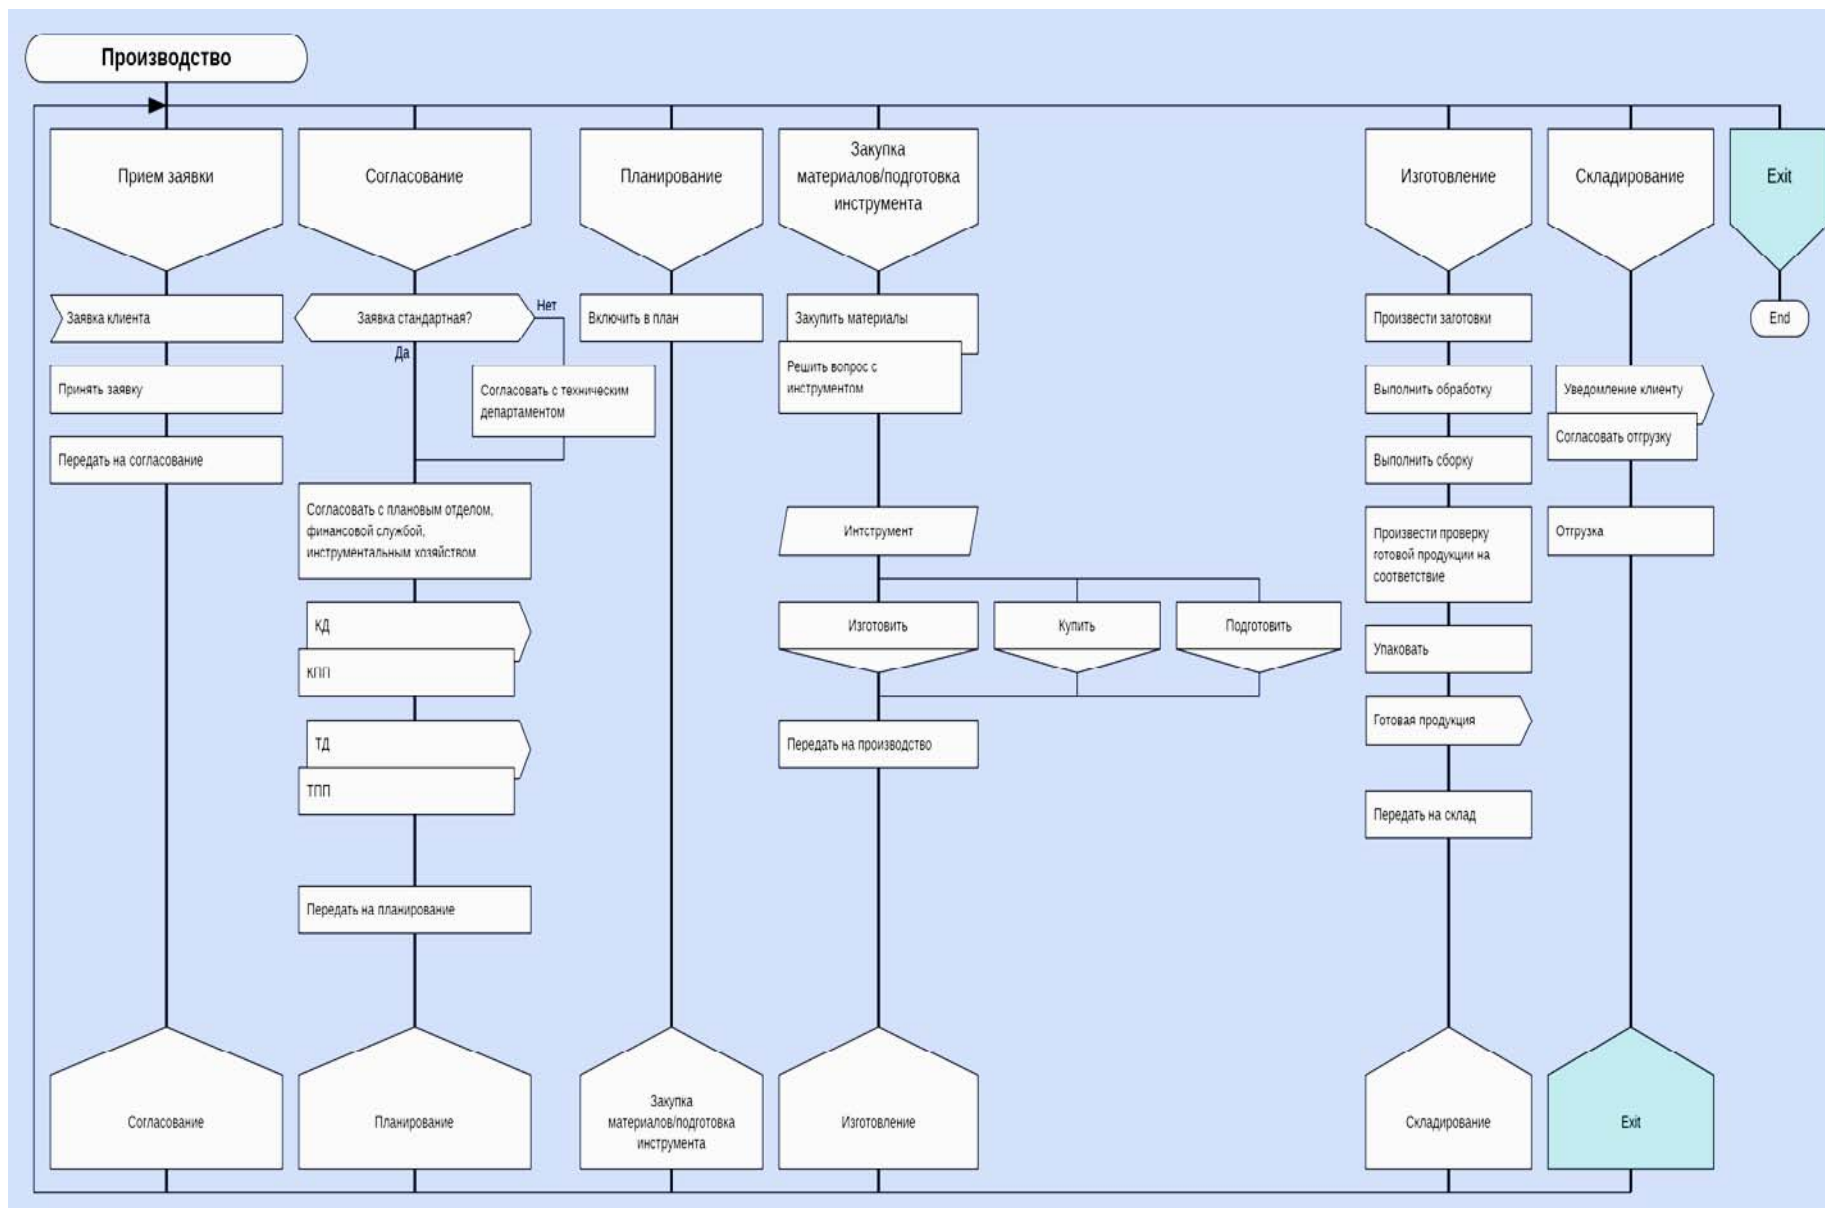 Производство
Прием заявки
Согласование
Планирование
Закупка
материалов/подготовка
инструмента
Изготовление
Складирование
Exit
Заявка клиента
Принять заявку
Передать на согласование
Согласование
Заявка стандартная?
Нет
Да
Согласовать с техническим
департаментом
Согласовать с плановым отделом,
финансовой службой,
инструментальным хозяйством
КД
КПП
ТД
ТПП
Передать на планирование
Планирование
Включить в план
Закупка
материалов/подготовка
инструмента
Закупить материалы
Решить вопрос с
инструментом
Интструмент
Изготовить
Купить
Подготовить
Передать на производство
Изготовление
Произвести заготовки
Выполнить обработку
Выполнить сборку
Произвести проверку
готовой продукции на
соответствие
Упаковать
Готовая продукция
Передать на склад
Складирование
Уведомление клиенту
Согласовать отгрузку
Отгрузка
Exit
End